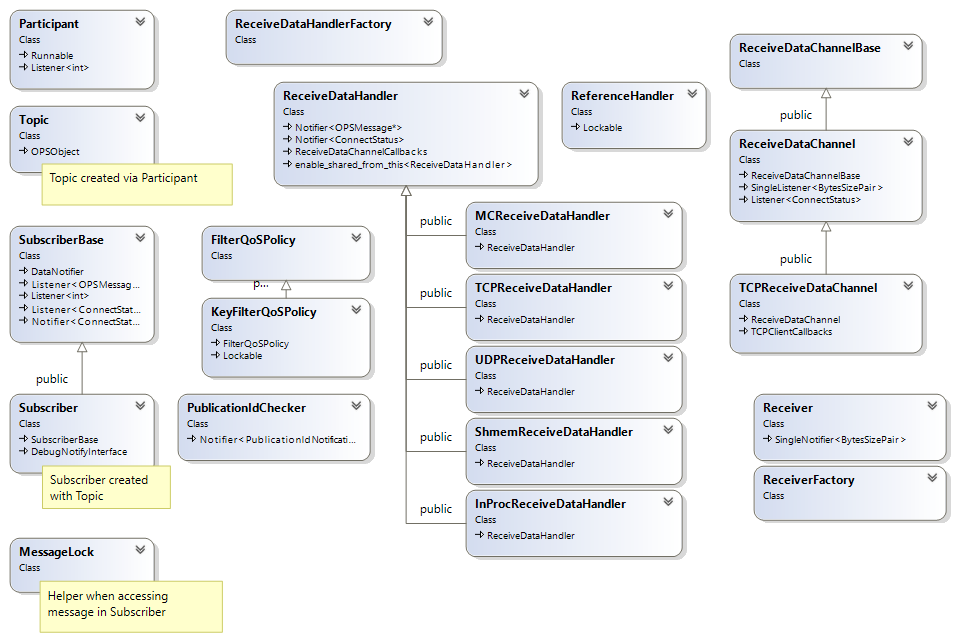 Participant
Class
Runnable
Listener<int>
Topic
Class
OPSObject
Topic created via Participant
SubscriberBase
Class
DataNotifier
Listener<OPSMessag...
Listener<int>
Listener<ConnectStat...
Notifier<ConnectStat...
public
Subscriber
Class
SubscriberBase
DebugNotifyInterface
Subscriber created
with Topic
MessageLock
Class
Helper when accessing
message in Subscriber
ReceiveDataHandlerFactory
Class
FilterQoSPolicy
Class
p...
KeyFilterQoSPolicy
Class
FilterQoSPolicy
Lockable
PublicationIdChecker
Class
Notifier<PublicationIdNotificati...
ReceiveDataHandler
Class
Notifier<OPSMessage*>
Notifier<ConnectStatus>
ReceiveDataChannelCallbacks
enable_shared_from_this<ReceiveDataHandler>
public
MCReceiveDataHandler
Class
ReceiveDataHandler
public
TCPReceiveDataHandler
Class
ReceiveDataHandler
public
UDPReceiveDataHandler
Class
ReceiveDataHandler
public
ShmemReceiveDataHandler
Class
ReceiveDataHandler
public
InProcReceiveDataHandler
Class
ReceiveDataHandler
ReferenceHandler
Class
Lockable
ReceiveDataChannelBase
Class
public
ReceiveDataChannel
Class
ReceiveDataChannelBase
SingleListener<BytesSizePair>
Listener<ConnectStatus>
public
TCPReceiveDataChannel
Class
ReceiveDataChannel
TCPClientCallbacks
Receiver
Class
SingleNotifier<BytesSizePair>
ReceiverFactory
Class